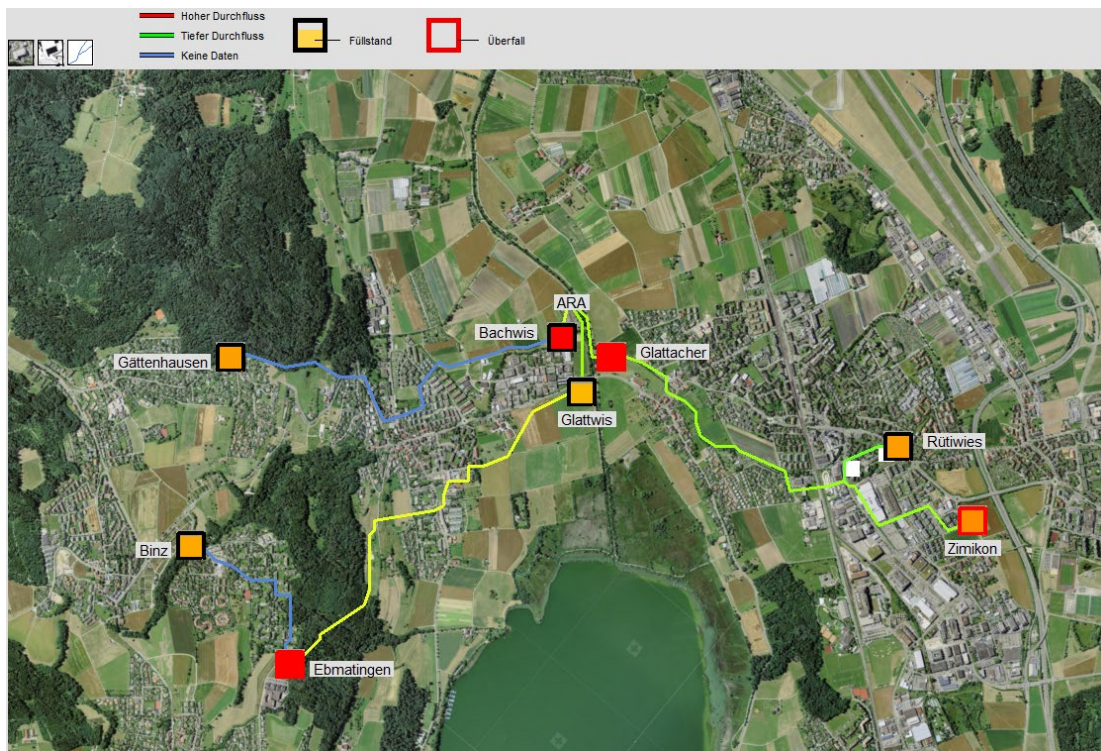 Hoher Durchfluss
Tiefer Durchfluss
Keine Daten
Füllstand
Überfall
ARA
Bachwis
Glattacher
Gättenhausen
Glattwis
Rütiwies
Zimikon
Binz
Ebmatingen